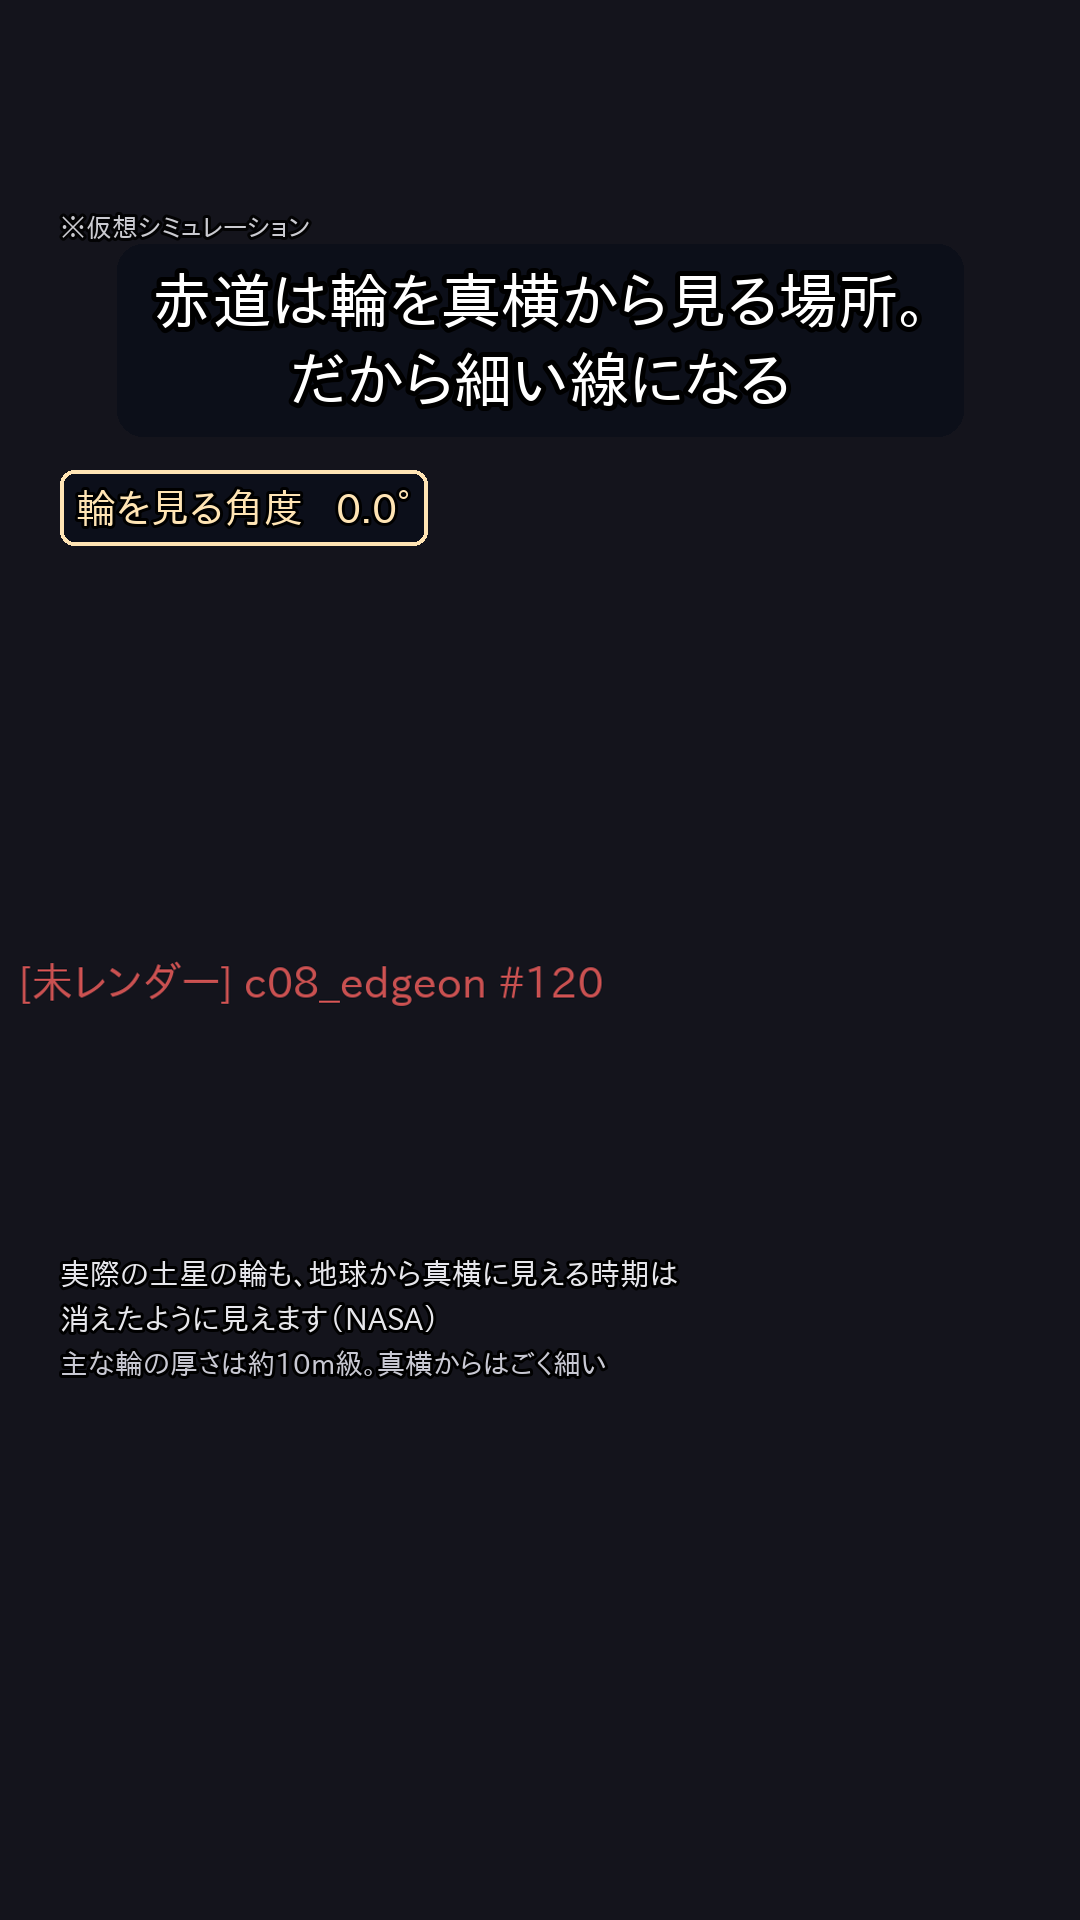 ※仮想シミュレーション
赤道は輪を真横から見る場所。
だから細い線になる
輪を見る角度　0.0°
[未レンダー] c08_edgeon #120
実際の土星の輪も、地球から真横に見える時期は
消えたように見えます（NASA）
主な輪の厚さは約10m級。真横からはごく細い